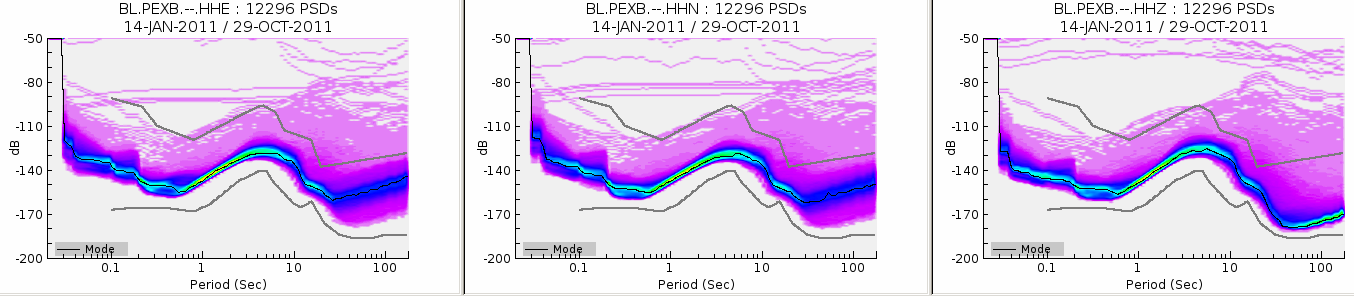 BL.PEXB.--.HHE : 12296 PSDs
14-JAN-2011 / 29-OCT-2011
-50
-80
-110
-140
-170
-200
dB
Mode
0.1
1
10
100
Period (Sec)
BL.PEXB.--.HHN : 12296 PSDs
14-JAN-2011 / 29-OCT-2011
-50
-80
-110
-140
-170
-200
dB
Mode
0.1
1
10
100
Period (Sec)
BL.PEXB.--.HHZ : 12296 PSDs
14-JAN-2011 / 29-OCT-2011
-50
-80
-110
-140
-170
-200
dB
Mode
0.1
1
10
100
Period (Sec)